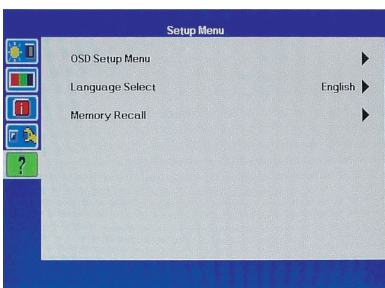 Setup Menu
OSD Setup Menu
Language Select English
Memory Recall
?